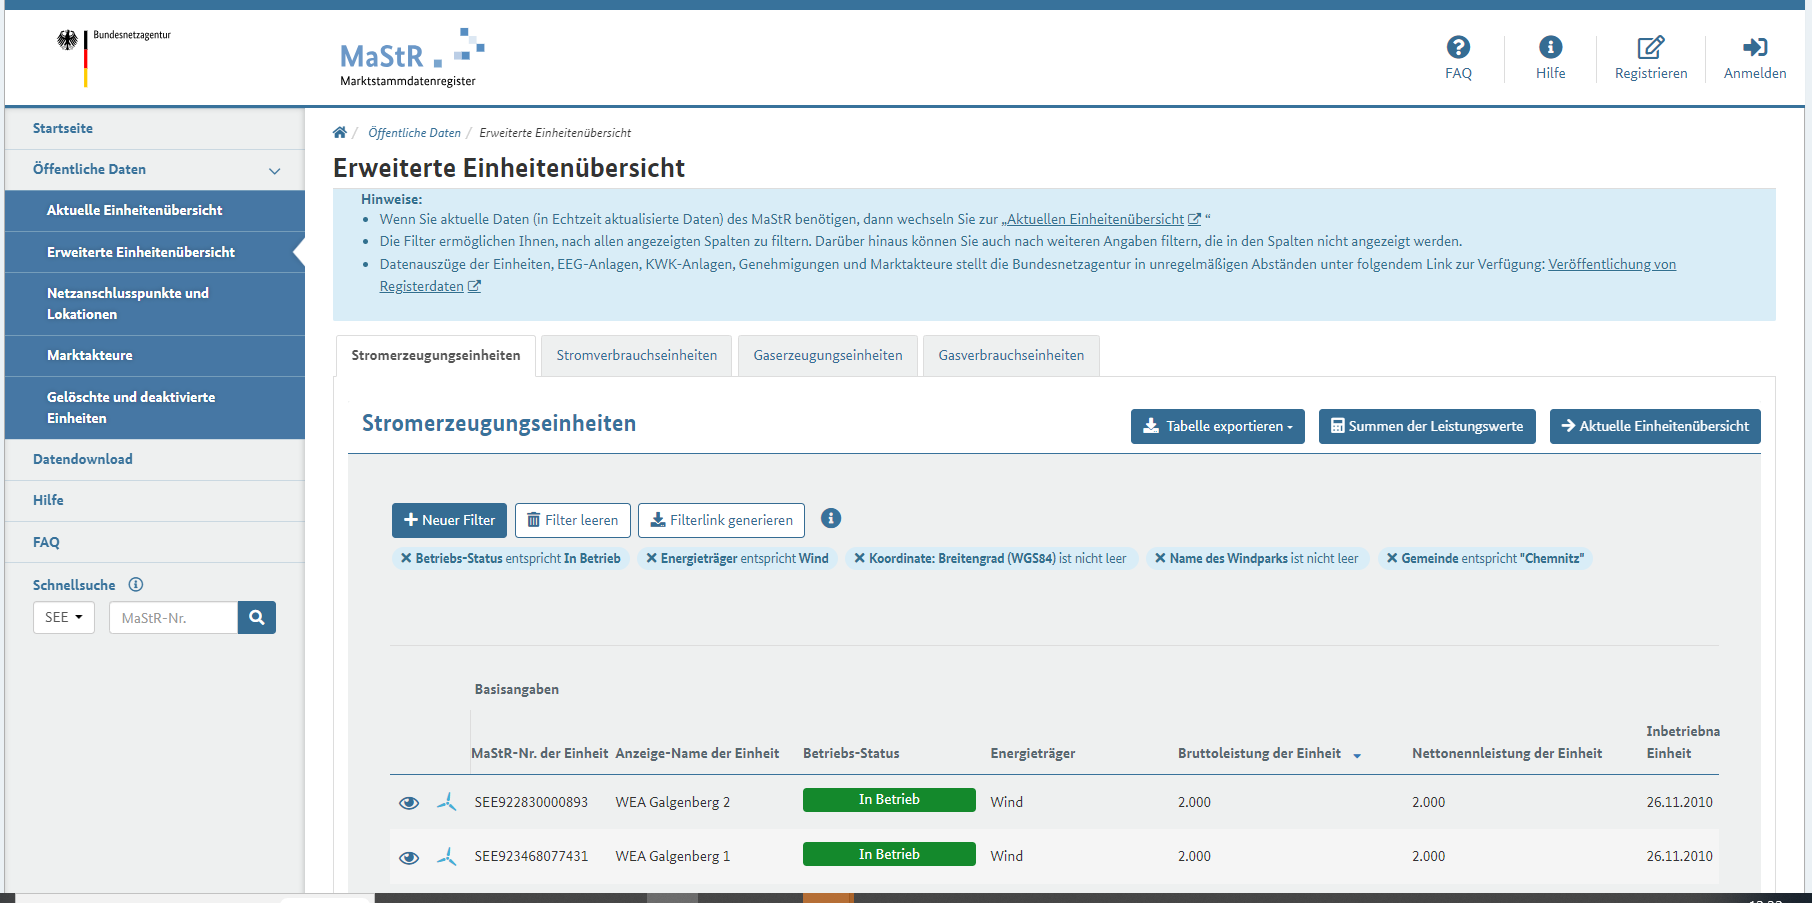 Bundesnetzagentur
MaStR
Marktstammdatenregister
FAQ
Hilfe
Registrieren
Anmelden
Startseite
Öffentliche Daten
Aktuelle Einheitenübersicht
Erweiterte Einheitenübersicht
Netzanschlusspunkte und
Lokationen
Marktakteure
Gelöschte und deaktivierte
Einheiten
Datendownload
Hilfe
FAQ
Schnellsuche
SEE
MaStR-Nr.
/ Öffentliche Daten / Erweiterte Einheitenübersicht
Erweiterte Einheitenübersicht
Hinweise:
• Wenn Sie aktuelle Daten (in Echtzeit aktualisierte Daten) des MaStR benötigen, dann wechseln Sie zur „Aktuellen Einheitenübersicht “
• Die Filter ermöglichen Ihnen, nach allen angezeigten Spalten zu filtern. Darüber hinaus können Sie auch nach weiteren Angaben filtern, die in den Spalten nicht angezeigt werden.
• Datenauszüge der Einheiten, EEG-Anlagen, KWK-Anlagen, Genehmigungen und Marktakteure stellt die Bundesnetzagentur in unregelmäßigen Abständen unter folgendem Link zur Verfügung: Veröffentlichung von
Registerdaten
Stromerzeugungseinheiten
Stromverbrauchseinheiten
Gaserzeugungseinheiten
Gasverbrauchseinheiten
Stromerzeugungseinheiten
Tabelle exportieren
Summen der Leistungswerte
Aktuelle Einheitenübersicht
Neuer Filter
Filter leeren
Filterlink generieren
Betriebs-Status entspricht In Betrieb
Energieträger entspricht Wind
Koordinate: Breitengrad (WGS84) ist nicht leer
Name des Windparks ist nicht leer
Gemeinde entspricht "Chemnitz"
Basisangaben
MaStR-Nr. der Einheit Anzeige-Name der Einheit Betriebs-Status Energieträger Bruttoleistung der Einheit Nettonennleistung der Einheit Inbetriebna
Einheit
SEE922830000893 WEA Galgenberg 2 In Betrieb Wind 2.000 2.000 26.11.2010
SEE923468077431 WEA Galgenberg 1 In Betrieb Wind 2.000 2.000 26.11.2010